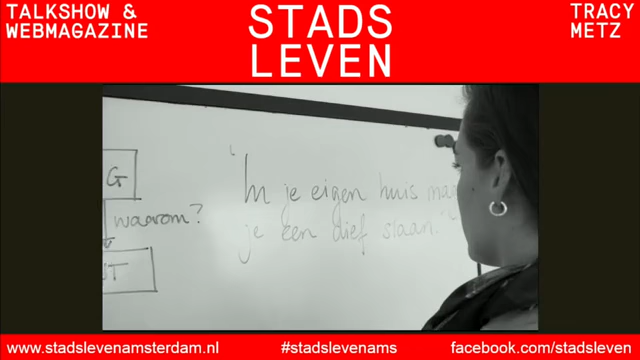 TALKSHOW &
WEBMAGAZINE
STADS
LEVEN
TRACY
METZ
G
waarom?
'In je eigen huis mag
je een dief slaan.'
www.stadslevenamsterdam.nl
#stadslevenams
facebook.com/stadsleven